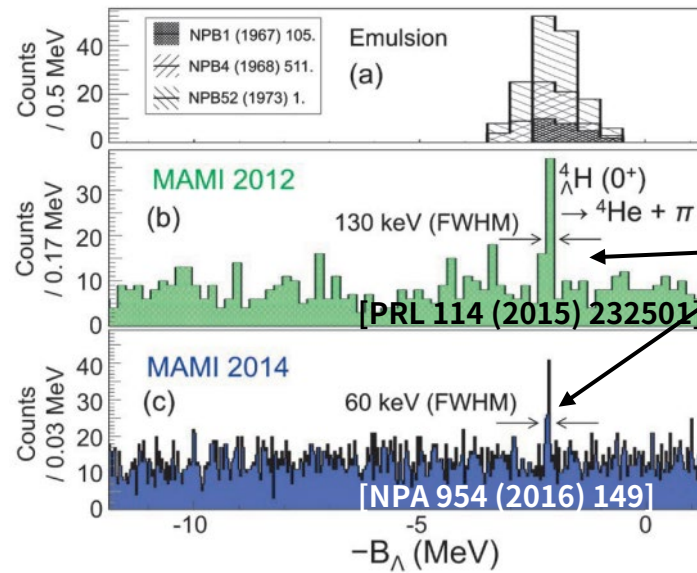 Counts / 0.5 MeV
40
20
0
NPB1 (1967) 105.
NPB4 (1968) 511.
NPB52 (1973) 1.
Emulsion
(a)
Counts / 0.17 MeV
30
20
10
0
MAMI 2012
(b)
130 keV (FWHM)
⁴ΛH (0⁺)
→ ⁴He + π
[PRL 114 (2015) 232501]
Counts / 0.03 MeV
40
30
20
10
0
MAMI 2014
(c)
60 keV (FWHM)
[NPA 954 (2016) 149]
-10
-5
0
−BΛ (MeV)